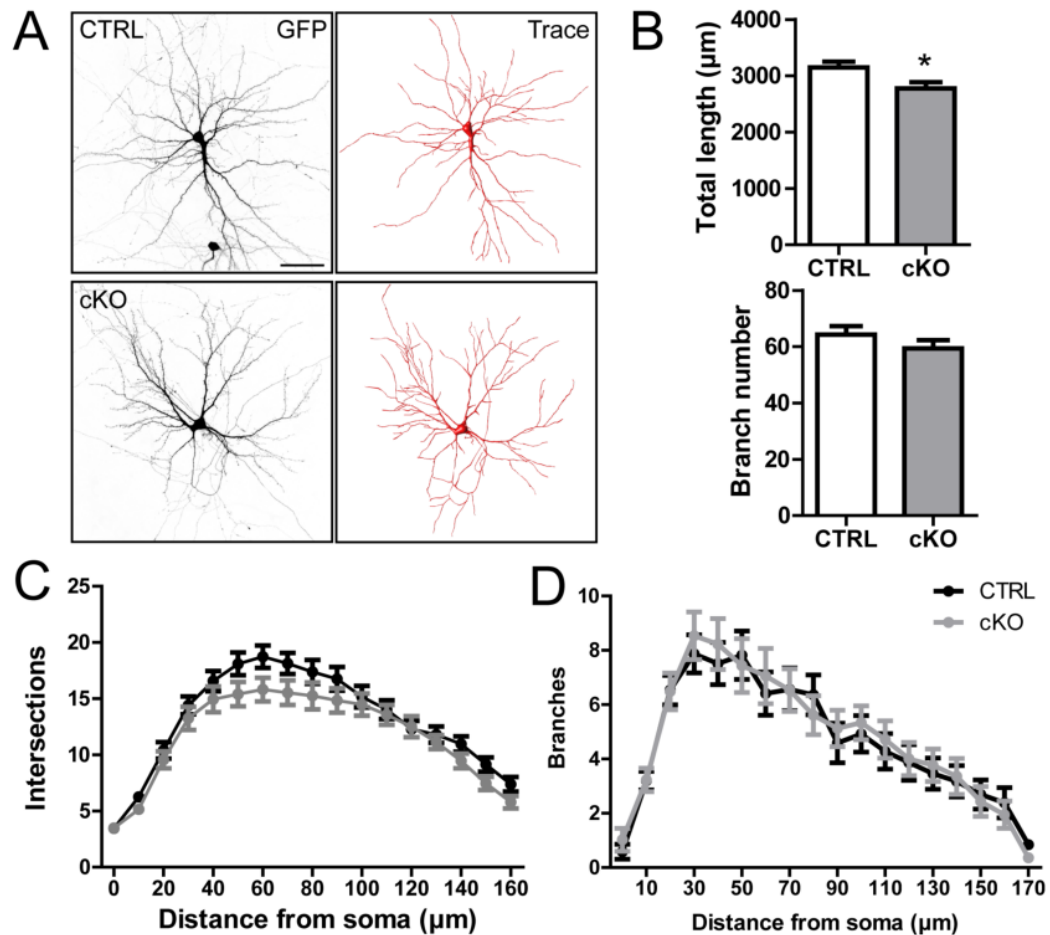 A
CTRL
GFP
Trace
cKO
B
Total length (µm)
4000
3000
2000
1000
0
*
CTRL
cKO
Branch number
80
60
40
20
0
CTRL
cKO
C
Intersections
25
20
15
10
5
0
0 20 40 60 80 100 120 140 160
Distance from soma (µm)
D
CTRL
cKO
Branches
10
8
6
4
2
0
10 30 50 70 90 110 130 150 170
Distance from soma (µm)